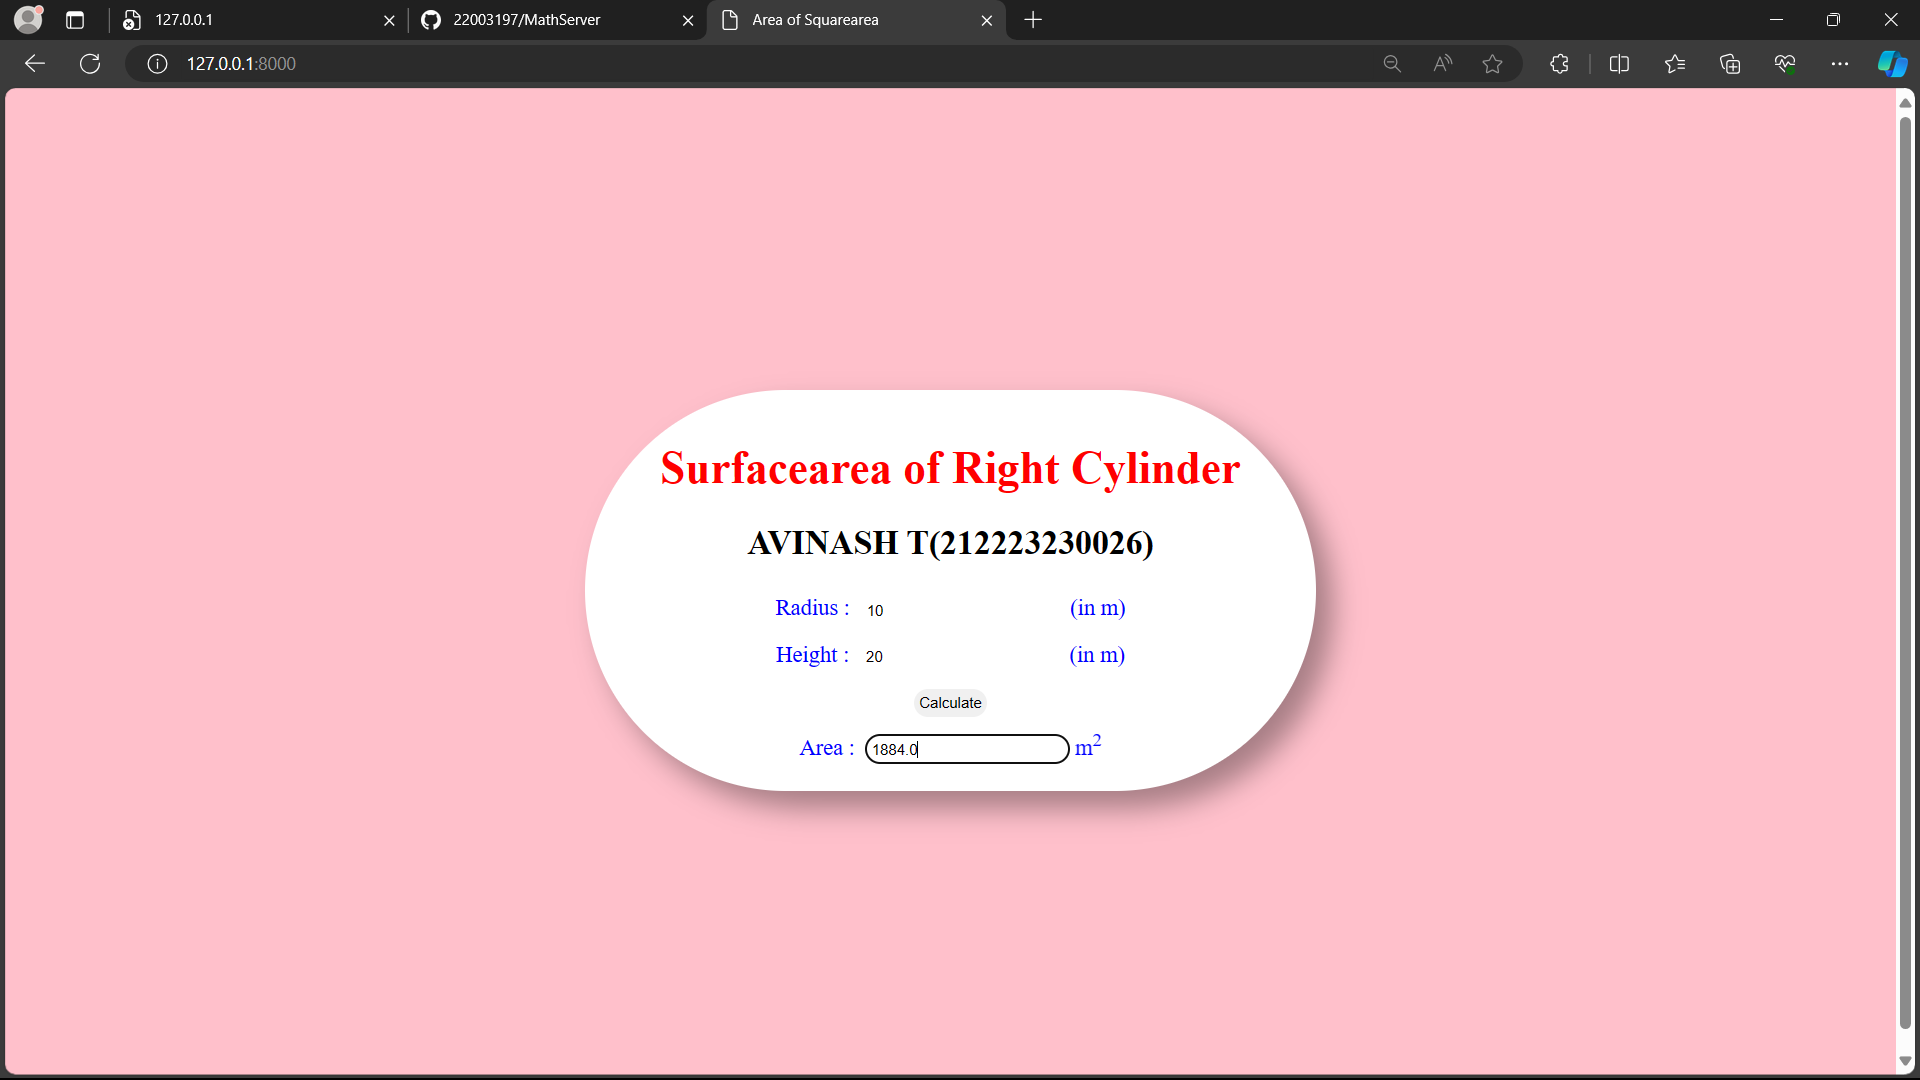 127.0.0.1
22003197/MathServer
Area of Squarearea
127.0.0.1:8000
Surfacearea of Right Cylinder
AVINASH T(212223230026)
Radius : 10 (in m)
Height : 20 (in m)
Calculate
Area : 1884.0 m²